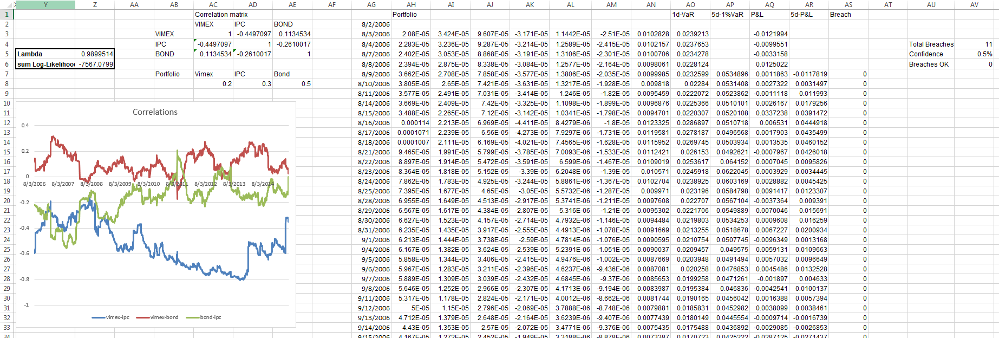 Y Z AA AB AC AD AE AF AG AH AI AJ AK AL AM AN AO AP AQ AR AS AT AU AV
1 Correlation matrix Portfolio 1d-VaR 5d-1%VaR P&L 5d-P&L Breach
2 VIMEX IPC BOND 8/2/2006
3 VIMEX 1 -0.4497097 0.1134534 8/3/2006 2.08E-05 3.424E-05 9.607E-05 -3.171E-05 1.1442E-05 -2.51E-05 0.0102828 0.0239213 -0.0121994
4 IPC -0.4497097 1 -0.2610017 8/4/2006 2.283E-05 3.236E-05 9.287E-05 -3.214E-05 1.2589E-05 -2.415E-05 0.0102157 0.0237653 -0.0099551 Total Breaches 11
5 Lambda 0.9899514 BOND 0.1134534 -0.2610017 1 8/7/2006 2.402E-05 3.053E-05 8.868E-05 -3.191E-05 1.3106E-05 -2.301E-05 0.0100706 0.0234278 -0.0033158 Confidence 0.5%
6 sum Log-Likelihood -7567.0799 8/8/2006 2.394E-05 2.875E-05 8.338E-05 -3.084E-05 1.2577E-05 -2.164E-05 0.0098061 0.0228124 0.0125022 Breaches OK 0
7 Portfolio Vimex IPC Bond 8/9/2006 3.662E-05 2.708E-05 7.858E-05 -3.577E-05 1.3806E-05 -2.035E-05 0.0099985 0.0232599 0.0534896 0.0011863 -0.0117819 0
8 0.2 0.3 0.5 8/10/2006 3.805E-05 2.65E-05 7.421E-05 -3.631E-05 1.3217E-05 -1.928E-05 0.009818 0.02284 0.0531408 0.0027322 0.0031497 0
9 8/11/2006 3.577E-05 2.491E-05 7.031E-05 -3.414E-05 1.246E-05 -1.82E-05 0.0095459 0.0222072 0.0523862 -0.0011118 0.011993 0
10 8/14/2006 3.669E-05 2.409E-05 7.42E-05 -3.325E-05 1.1098E-05 -1.899E-05 0.0096876 0.0225366 0.0510101 0.0026167 0.0179256 0
11 8/15/2006 3.488E-05 2.265E-05 7.12E-05 -3.142E-05 1.0341E-05 -1.798E-05 0.0094701 0.0220307 0.0520108 0.0337238 0.0391472 0
12 8/16/2006 0.000114 2.213E-05 6.969E-05 -4.411E-05 8.4279E-06 -1.8E-05 0.0123325 0.0286897 0.0510718 0.006531 0.0444918 0
13 8/17/2006 0.0001071 2.239E-05 6.56E-05 -4.273E-05 7.9297E-06 -1.731E-05 0.0119581 0.0278187 0.0496568 0.0017903 0.0435499 0
14 8/18/2006 0.0001007 2.111E-05 6.169E-05 -4.021E-05 7.4565E-06 -1.628E-05 0.0115952 0.0269745 0.0503934 0.0013535 0.0460152 0
15 8/21/2006 9.465E-05 1.991E-05 5.799E-05 -3.785E-05 7.0093E-06 -1.533E-05 0.0112421 0.026153 0.0492621 -0.0007967 0.0426018 0
16 8/22/2006 8.897E-05 1.914E-05 5.472E-05 -3.591E-05 6.599E-06 -1.467E-05 0.0109019 0.0253617 0.064152 0.0007045 0.0095826 0
17 8/23/2006 8.364E-05 1.818E-05 5.152E-05 -3.39E-05 6.2048E-06 -1.39E-05 0.010571 0.0245918 0.0622045 0.0003929 0.0034445 0
18 8/24/2006 7.862E-05 1.783E-05 4.925E-05 -3.244E-05 5.8861E-06 -1.367E-05 0.0102704 0.0238925 0.0603169 0.0028882 0.0045425 0
19 8/25/2006 7.395E-05 1.677E-05 4.65E-05 -3.05E-05 5.5732E-06 -1.287E-05 0.009971 0.023196 0.0584798 0.0091417 0.0123307 0
20 8/28/2006 6.955E-05 1.649E-05 4.513E-05 -2.917E-05 5.3741E-06 -1.211E-05 0.0097608 0.022707 0.0567104 -0.0037364 0.009391 0
21 8/29/2006 6.567E-05 1.617E-05 4.384E-05 -2.807E-05 5.316E-06 -1.21E-05 0.0095302 0.0221706 0.0549889 0.0070046 0.015691 0
22 8/30/2006 6.627E-05 1.523E-05 4.157E-05 -2.714E-05 4.7932E-06 -1.146E-05 0.0094484 0.0219803 0.0534253 0.0009608 0.016259 0
23 8/31/2006 6.235E-05 1.435E-05 3.917E-05 -2.555E-05 4.4913E-06 -1.078E-05 0.0091669 0.0213255 0.0518678 0.0067227 0.0200934 0
24 9/1/2006 6.213E-05 1.444E-05 3.738E-05 -2.59E-05 4.7814E-06 -1.076E-05 0.0090595 0.0210754 0.0507745 -0.0096349 0.0013168 0
25 9/4/2006 6.167E-05 1.382E-05 3.624E-05 -2.539E-05 5.2391E-06 -1.051E-05 0.0090037 0.0209457 0.049575 0.0059131 0.0109663 0
26 9/5/2006 5.858E-05 1.344E-05 3.406E-05 -2.415E-05 4.9476E-06 -1.002E-05 0.0087669 0.0203948 0.0491494 0.0057032 0.0096649 0
27 9/6/2006 5.967E-05 1.283E-05 3.211E-05 -2.396E-05 4.6237E-06 -9.436E-06 0.0087081 0.020258 0.0476853 0.0045486 0.0132528 0
28 9/7/2006 5.889E-05 1.309E-05 3.039E-05 -2.432E-05 4.6845E-06 -9.37E-06 0.0085653 0.0199258 0.0471261 -0.001897 0.004633 0
29 9/8/2006 5.646E-05 1.252E-05 2.966E-05 -2.307E-05 4.1713E-06 -9.194E-06 0.0083987 0.0195384 0.046836 -0.0042541 0.0100137 0
30 9/11/2006 5.317E-05 1.178E-05 2.824E-05 -2.171E-05 4.0012E-06 -8.662E-06 0.0081744 0.0190165 0.0456042 0.0016388 0.0057394 0
31 9/12/2006 5E-05 1.15E-05 2.796E-05 -2.069E-05 3.7888E-06 -8.748E-06 0.0079881 0.0185831 0.0452982 0.0038099 0.0038461 0
32 9/13/2006 4.712E-05 1.379E-05 2.648E-05 -2.164E-05 3.6239E-06 -9.407E-06 0.0077439 0.0180149 0.0445554 -0.0009714 -0.0016739 0
33 9/14/2006 4.43E-05 1.353E-05 2.57E-05 -2.072E-05 3.4771E-06 -9.376E-06 0.0075435 0.0175488 0.0436892 -0.0029085 -0.0026853 0
34 9/15/2006 4.167E-05 1.272E-05 2.452E-05 -1.949E-05 3.3188E-06 -8.878E-06 0.0073387 0.0170723 0.0425222 -0.0287125 -0.0271437 0
Correlations
0.4
0.2
0
8/3/2006 8/3/2007 8/3/2008 8/3/2009 8/3/2010 8/3/2011 8/3/2012 8/3/2013 8/3/2014
-0.2
-0.4
-0.6
-0.8
-1
vimex-ipc vimex-bond bond-ipc